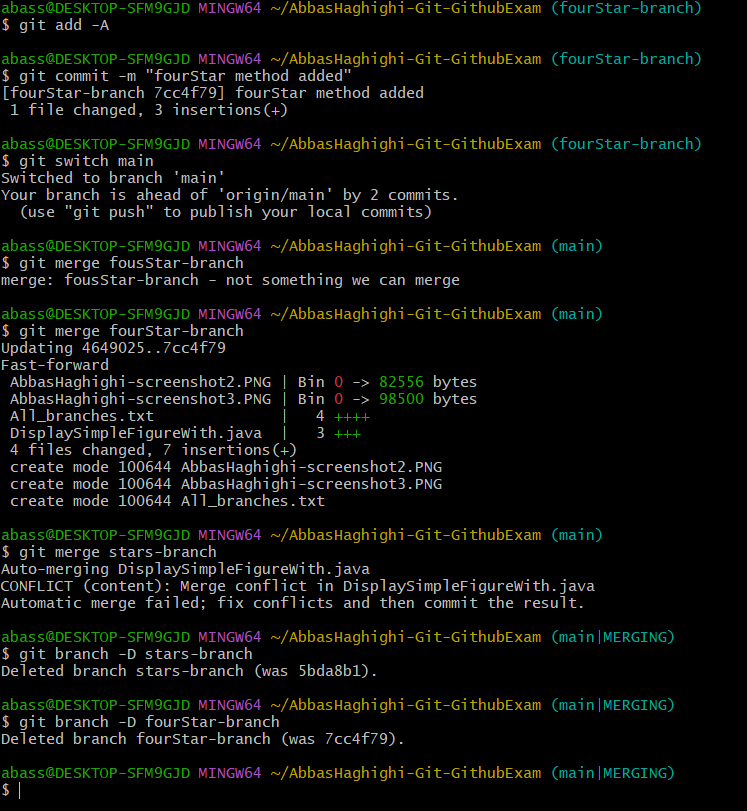 abass@DESKTOP-SFM9GJD MINGW64 ~/AbbasHaghighi-Git-GithubExam (fourStar-branch)
$ git add -A
abass@DESKTOP-SFM9GJD MINGW64 ~/AbbasHaghighi-Git-GithubExam (fourStar-branch)
$ git commit -m "fourStar method added"
[fourStar-branch 7cc4f79] fourStar method added
 1 file changed, 3 insertions(+)
abass@DESKTOP-SFM9GJD MINGW64 ~/AbbasHaghighi-Git-GithubExam (fourStar-branch)
$ git switch main
Switched to branch 'main'
Your branch is ahead of 'origin/main' by 2 commits.
  (use "git push" to publish your local commits)
abass@DESKTOP-SFM9GJD MINGW64 ~/AbbasHaghighi-Git-GithubExam (main)
$ git merge fousStar-branch
merge: fousStar-branch - not something we can merge
abass@DESKTOP-SFM9GJD MINGW64 ~/AbbasHaghighi-Git-GithubExam (main)
$ git merge fourStar-branch
Updating 4649025..7cc4f79
Fast-forward
 AbbasHaghighi-screenshot2.PNG | Bin 0 -> 82556 bytes
 AbbasHaghighi-screenshot3.PNG | Bin 0 -> 98500 bytes
 All_branches.txt              |   4 ++++
 DisplaySimpleFigureWith.java  |   3 +++
 4 files changed, 7 insertions(+)
 create mode 100644 AbbasHaghighi-screenshot2.PNG
 create mode 100644 AbbasHaghighi-screenshot3.PNG
 create mode 100644 All_branches.txt
abass@DESKTOP-SFM9GJD MINGW64 ~/AbbasHaghighi-Git-GithubExam (main)
$ git merge stars-branch
Auto-merging DisplaySimpleFigureWith.java
CONFLICT (content): Merge conflict in DisplaySimpleFigureWith.java
Automatic merge failed; fix conflicts and then commit the result.
abass@DESKTOP-SFM9GJD MINGW64 ~/AbbasHaghighi-Git-GithubExam (main|MERGING)
$ git branch -D stars-branch
Deleted branch stars-branch (was 5bda8b1).
abass@DESKTOP-SFM9GJD MINGW64 ~/AbbasHaghighi-Git-GithubExam (main|MERGING)
$ git branch -D fourStar-branch
Deleted branch fourStar-branch (was 7cc4f79).
abass@DESKTOP-SFM9GJD MINGW64 ~/AbbasHaghighi-Git-GithubExam (main|MERGING)
$